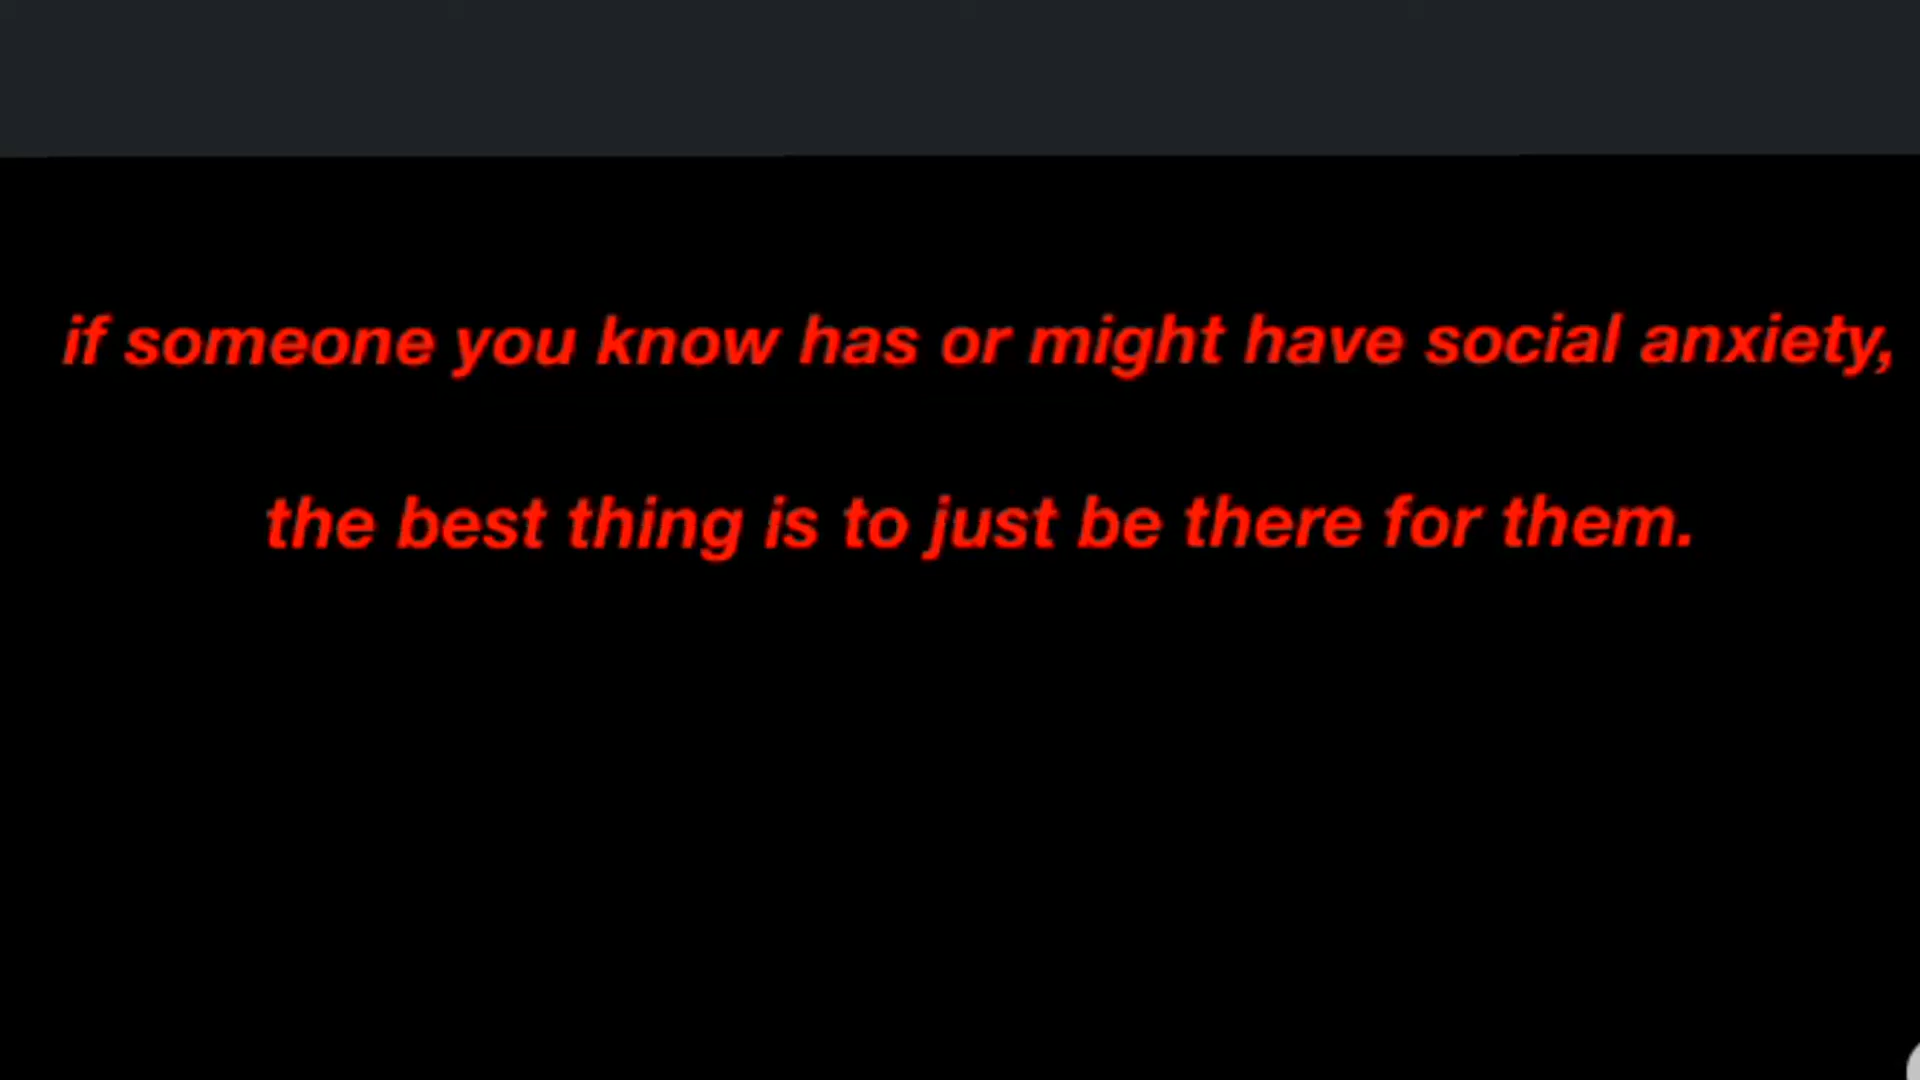 if someone you know has or might have social anxiety,
the best thing is to just be there for them.